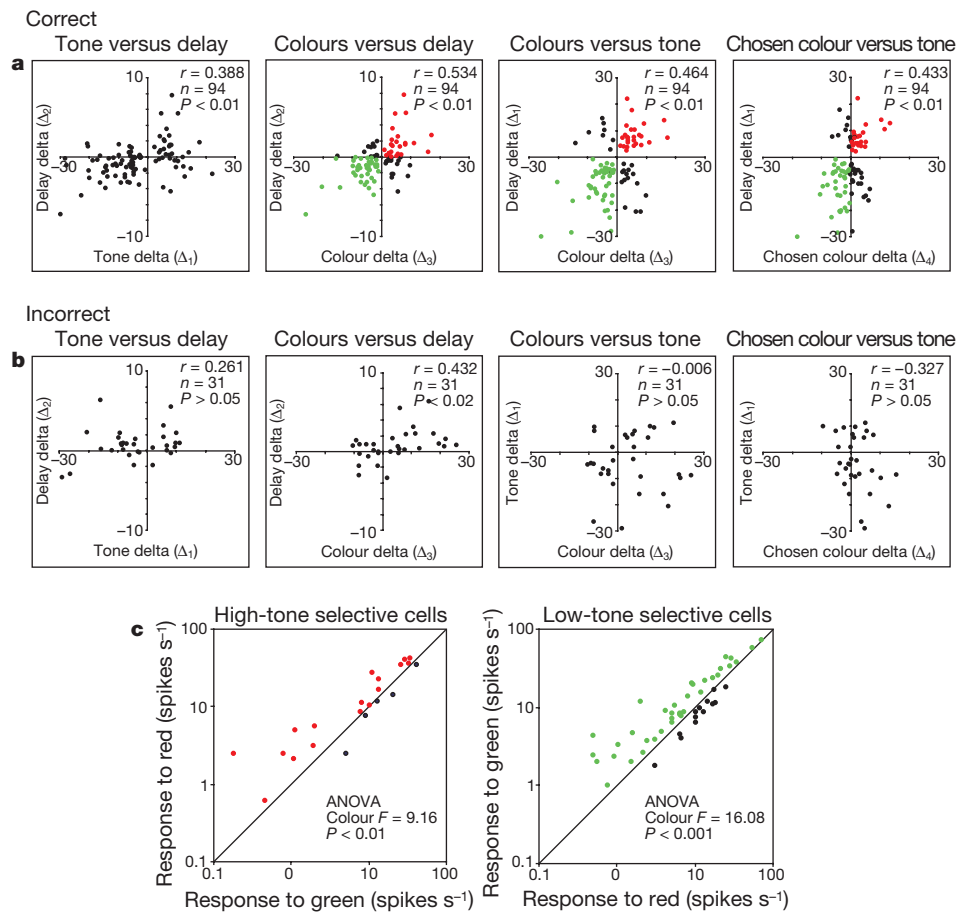 Correct
Tone versus delay
Colours versus delay
Colours versus tone
Chosen colour versus tone
a
10
r = 0.388
n = 94
P < 0.01
Delay delta (Δ2)
−30
30
−10
Tone delta (Δ1)
10
r = 0.534
n = 94
P < 0.01
Delay delta (Δ2)
−30
30
−10
Colour delta (Δ3)
30
r = 0.464
n = 94
P < 0.01
Delay delta (Δ1)
−30
30
−30
Colour delta (Δ3)
30
r = 0.433
n = 94
P < 0.01
Delay delta (Δ1)
−30
30
−30
Chosen colour delta (Δ4)
Incorrect
Tone versus delay
Colours versus delay
Colours versus tone
Chosen colour versus tone
b
10
r = 0.261
n = 31
P > 0.05
Delay delta (Δ2)
−30
30
−10
Tone delta (Δ1)
10
r = 0.432
n = 31
P < 0.02
Delay delta (Δ2)
−30
30
−10
Colour delta (Δ3)
30
r = −0.006
n = 31
P > 0.05
Tone delta (Δ1)
−30
30
−30
Colour delta (Δ3)
30
r = −0.327
n = 31
P > 0.05
Tone delta (Δ1)
−30
30
−30
Chosen colour delta (Δ4)
c
High-tone selective cells
100
10
1
0.1
Response to red (spikes s−1)
ANOVA
Colour F = 9.16
P < 0.01
0.1
0
10
100
Response to green (spikes s−1)
Low-tone selective cells
100
10
1
0.1
Response to green (spikes s−1)
ANOVA
Colour F = 16.08
P < 0.001
0.1
0
10
100
Response to red (spikes s−1)